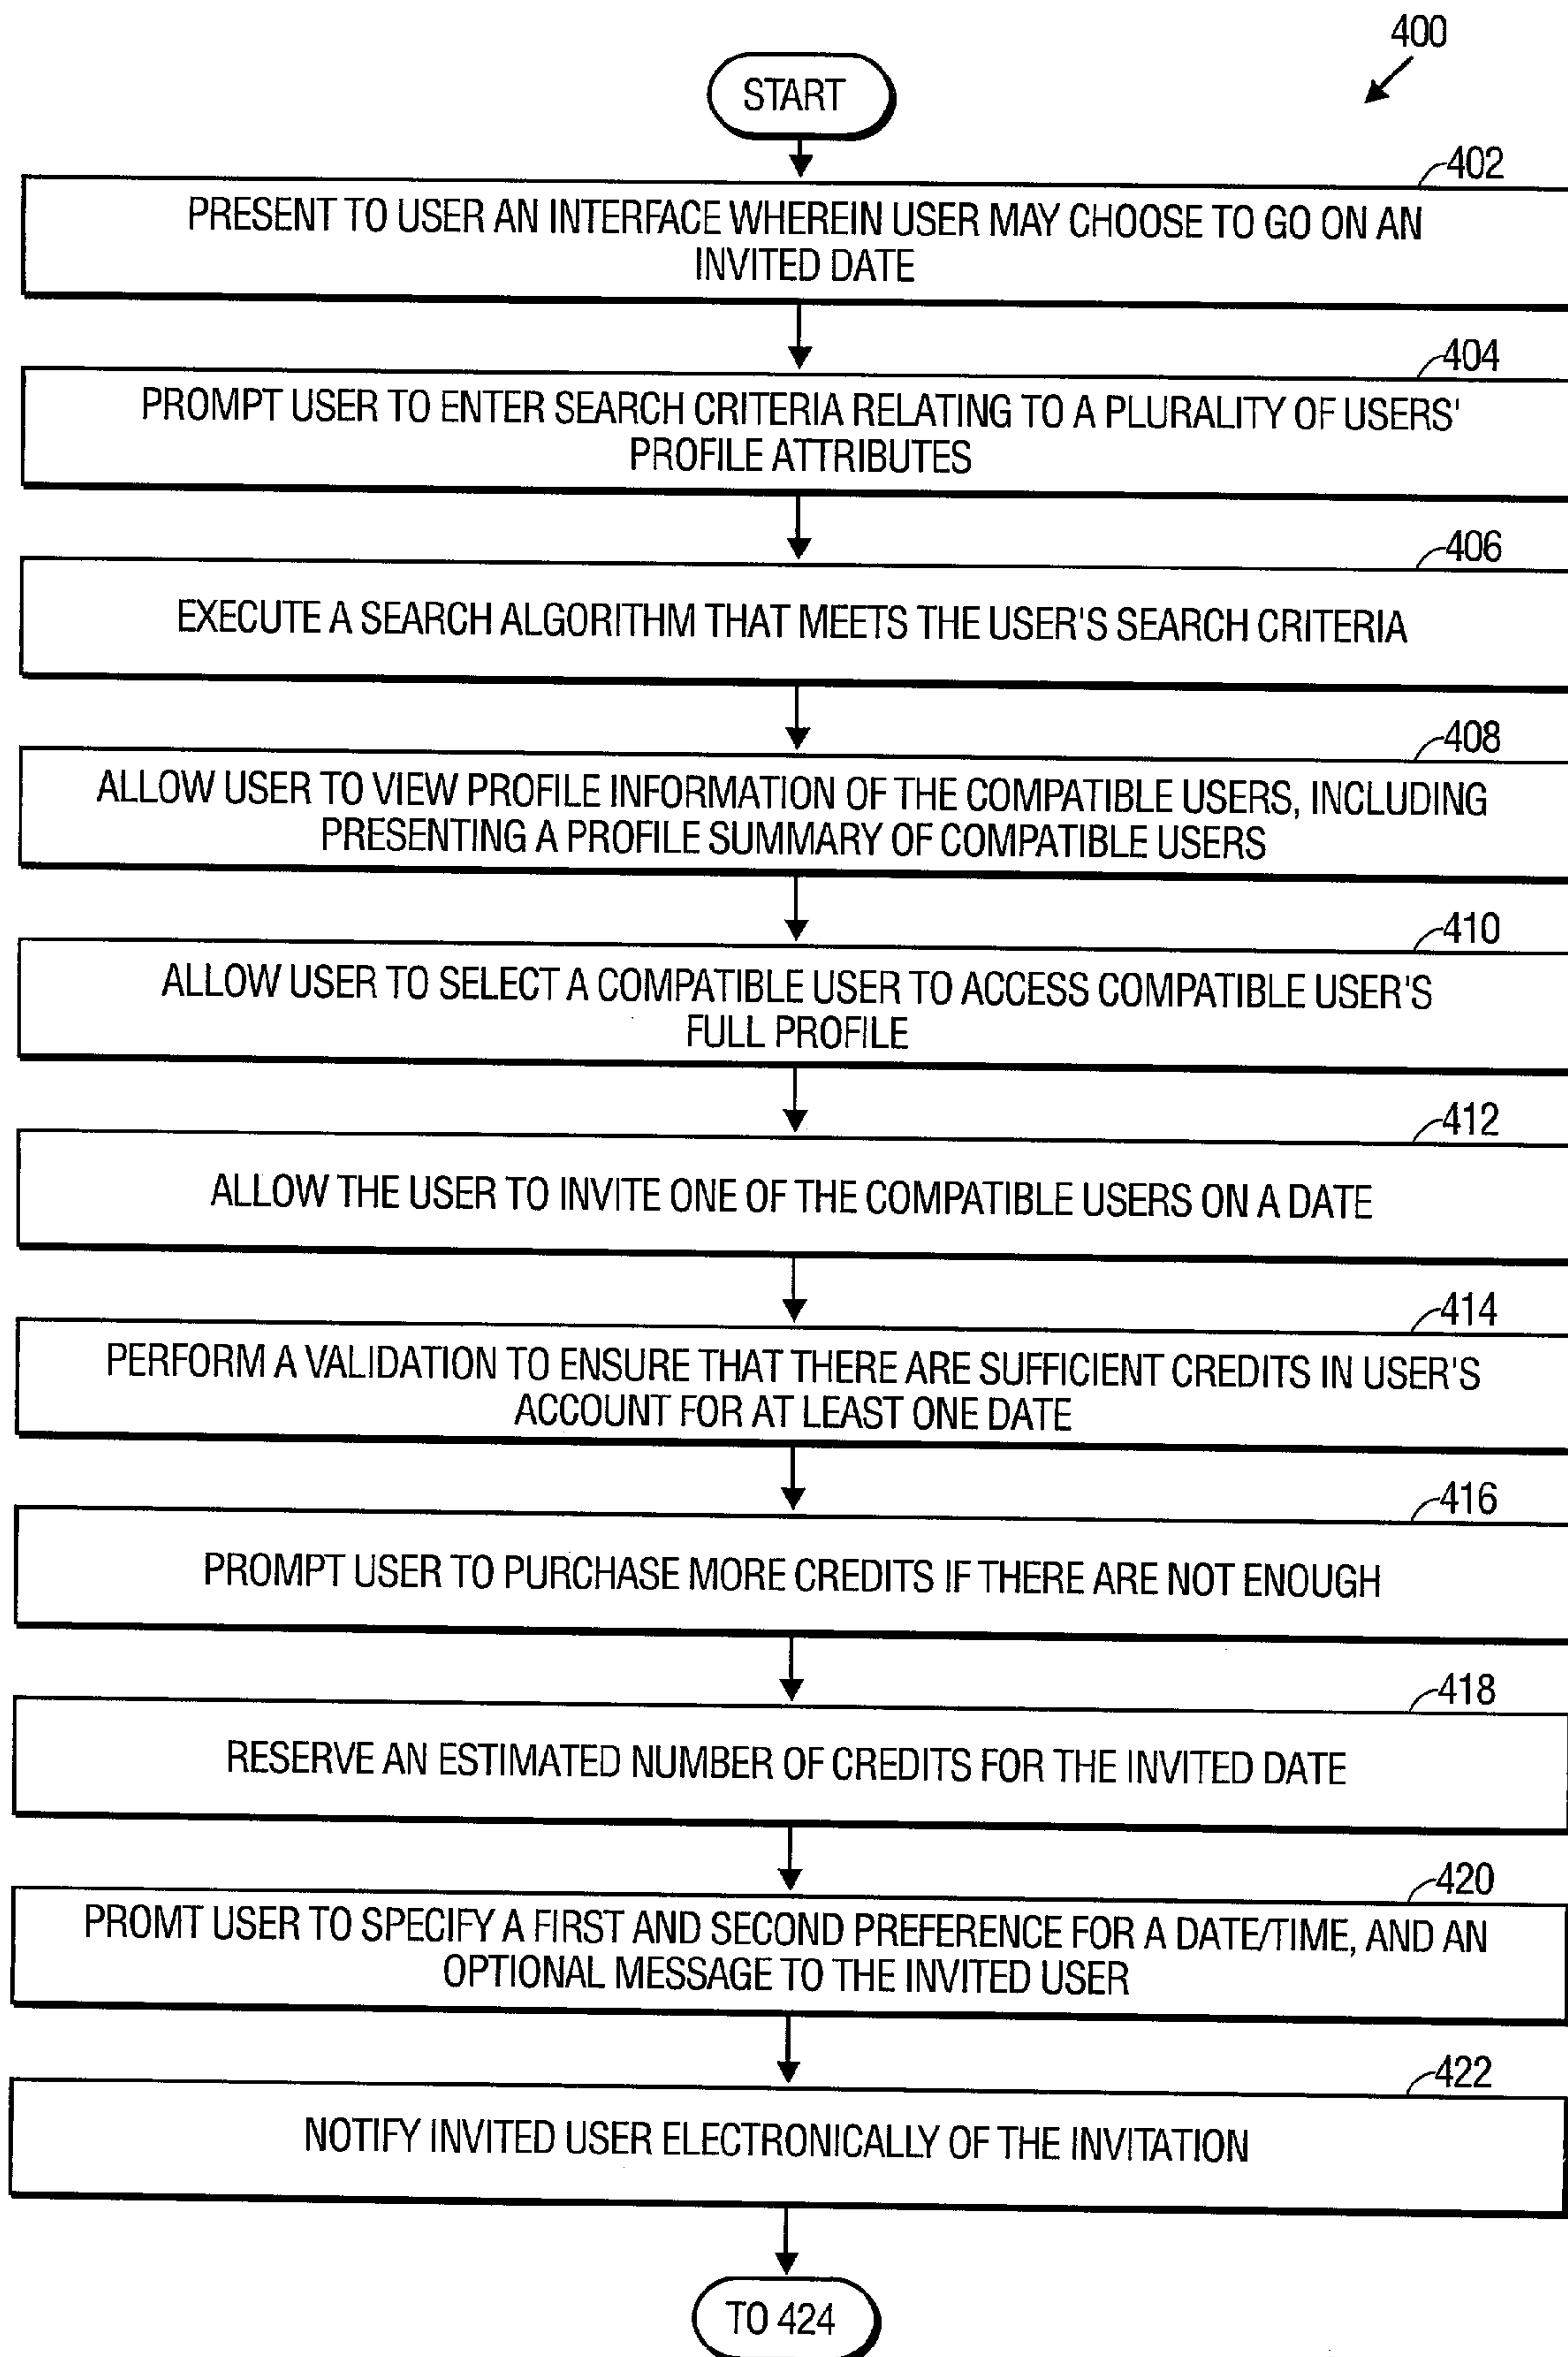 400
START
402
PRESENT TO USER AN INTERFACE WHEREIN USER MAY CHOOSE TO GO ON AN
INVITED DATE
404
PROMPT USER TO ENTER SEARCH CRITERIA RELATING TO A PLURALITY OF USERS'
PROFILE ATTRIBUTES
406
EXECUTE A SEARCH ALGORITHM THAT MEETS THE USER'S SEARCH CRITERIA
408
ALLOW USER TO VIEW PROFILE INFORMATION OF THE COMPATIBLE USERS, INCLUDING
PRESENTING A PROFILE SUMMARY OF COMPATIBLE USERS
410
ALLOW USER TO SELECT A COMPATIBLE USER TO ACCESS COMPATIBLE USER'S
FULL PROFILE
412
ALLOW THE USER TO INVITE ONE OF THE COMPATIBLE USERS ON A DATE
414
PERFORM A VALIDATION TO ENSURE THAT THERE ARE SUFFICIENT CREDITS IN USER'S
ACCOUNT FOR AT LEAST ONE DATE
416
PROMPT USER TO PURCHASE MORE CREDITS IF THERE ARE NOT ENOUGH
418
RESERVE AN ESTIMATED NUMBER OF CREDITS FOR THE INVITED DATE
420
PROMT USER TO SPECIFY A FIRST AND SECOND PREFERENCE FOR A DATE/TIME, AND AN
OPTIONAL MESSAGE TO THE INVITED USER
422
NOTIFY INVITED USER ELECTRONICALLY OF THE INVITATION
TO 424